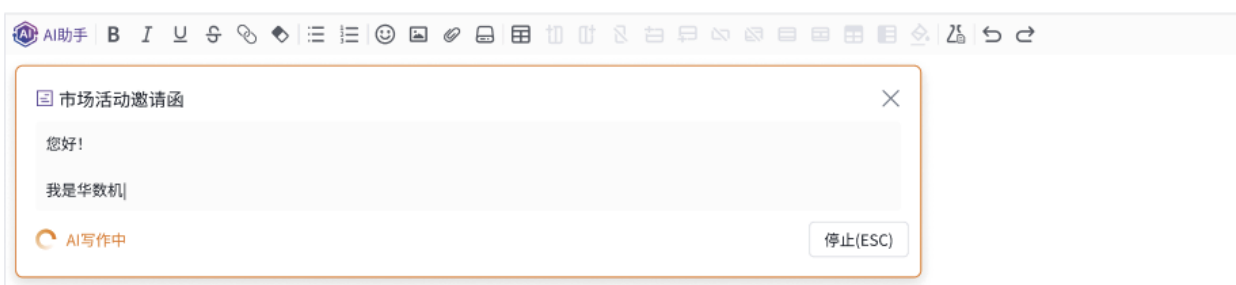 AI助手 B I U S
市场活动邀请函
您好！
我是华数机
AI写作中
停止(ESC)